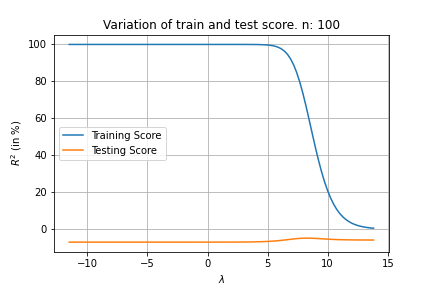 Variation of train and test score. n: 100
R² (in %)
100
80
60
40
20
0
Training Score
Testing Score
−10
−5
0
5
10
15
λ